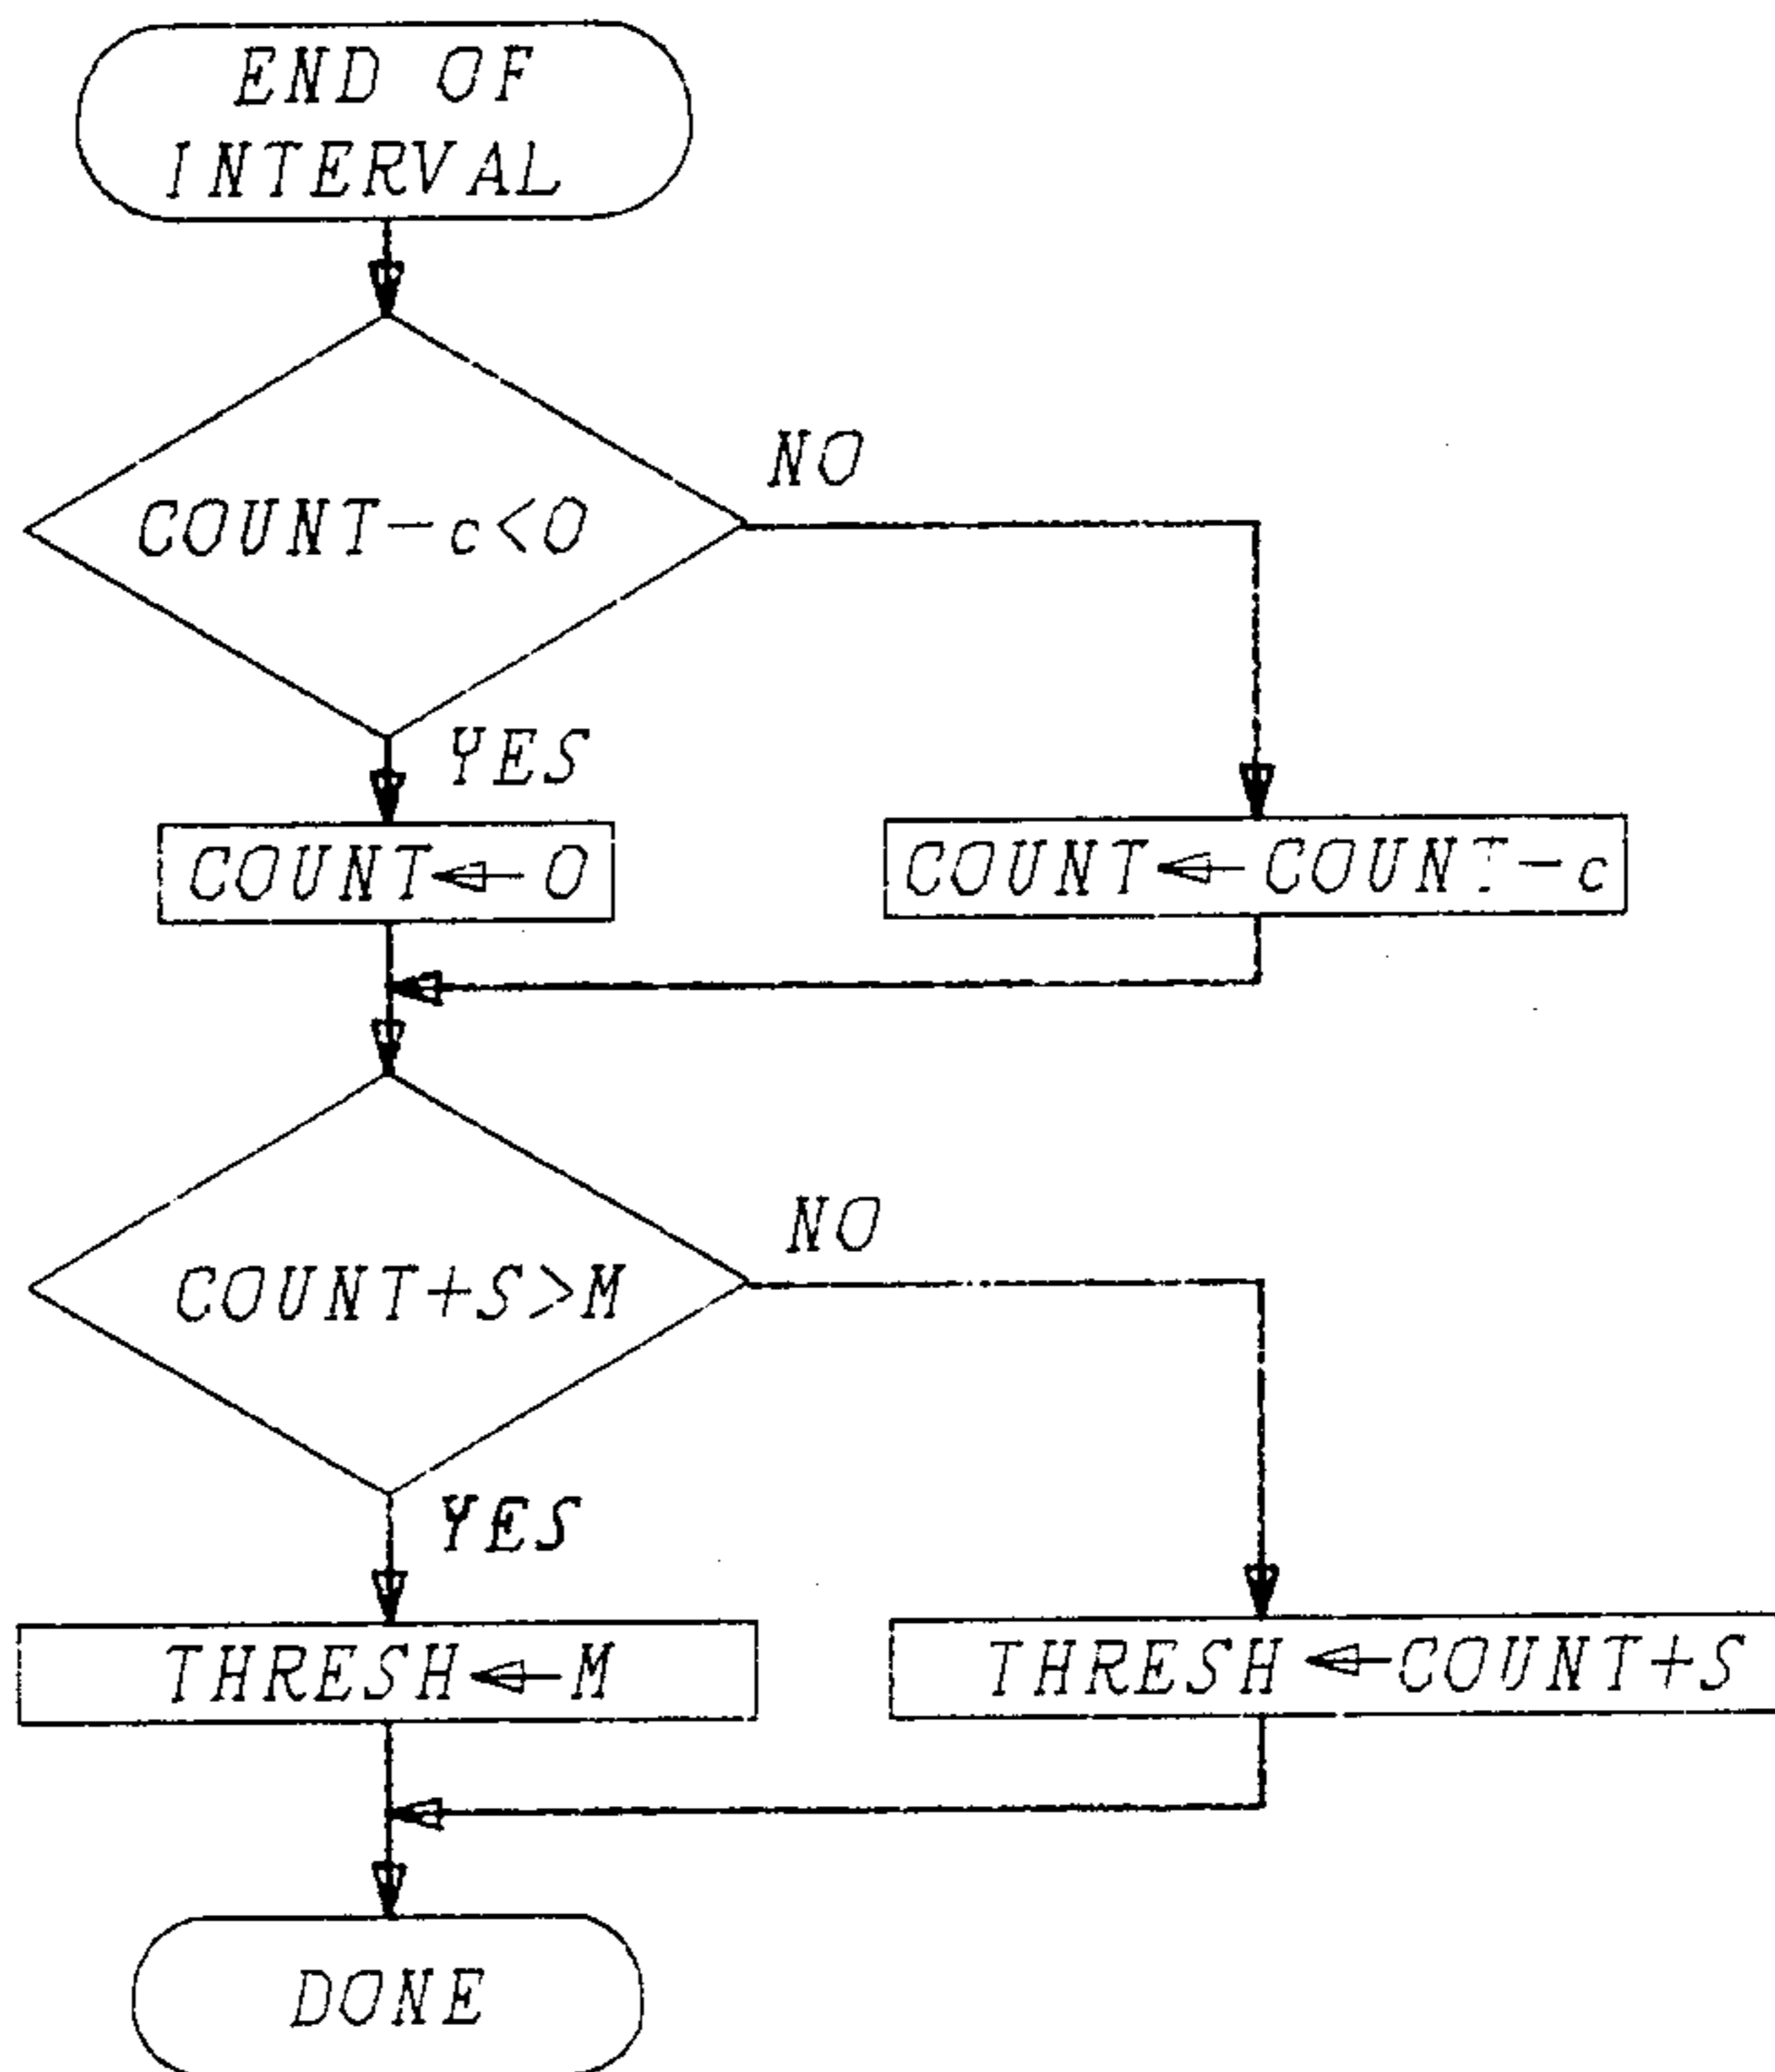 END OF
INTERVAL
COUNT-c<0
NO
YES
COUNT← 0
COUNT← COUNT-c
COUNT+S>M
NO
YES
THRESH←M
THRESH←COUNT+S
DONE